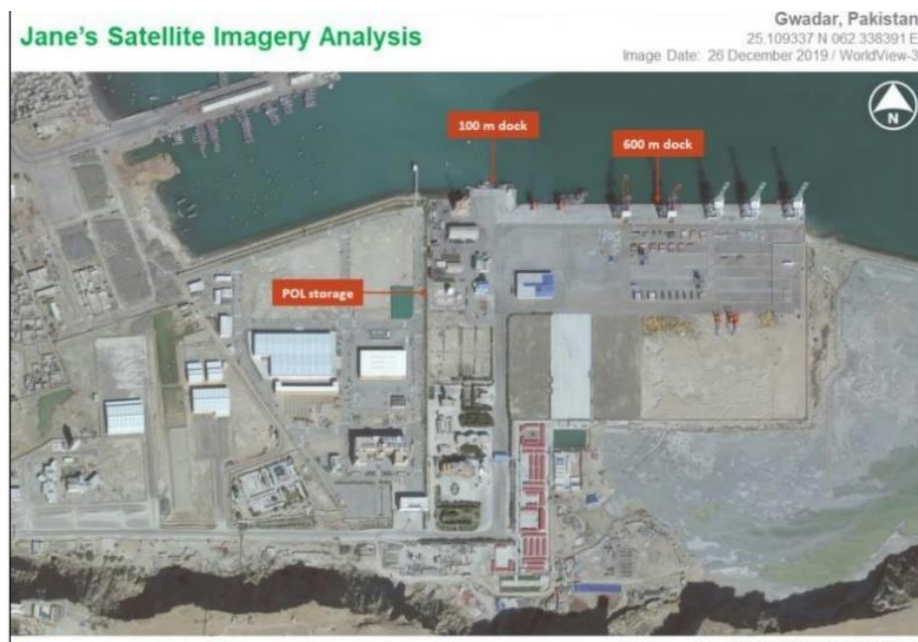 Jane's Satellite Imagery Analysis
Gwadar, Pakistan
25.109337 N 062.338391 E
Image Date: 26 December 2019 / WorldView-3
N
100 m dock
600 m dock
POL storage